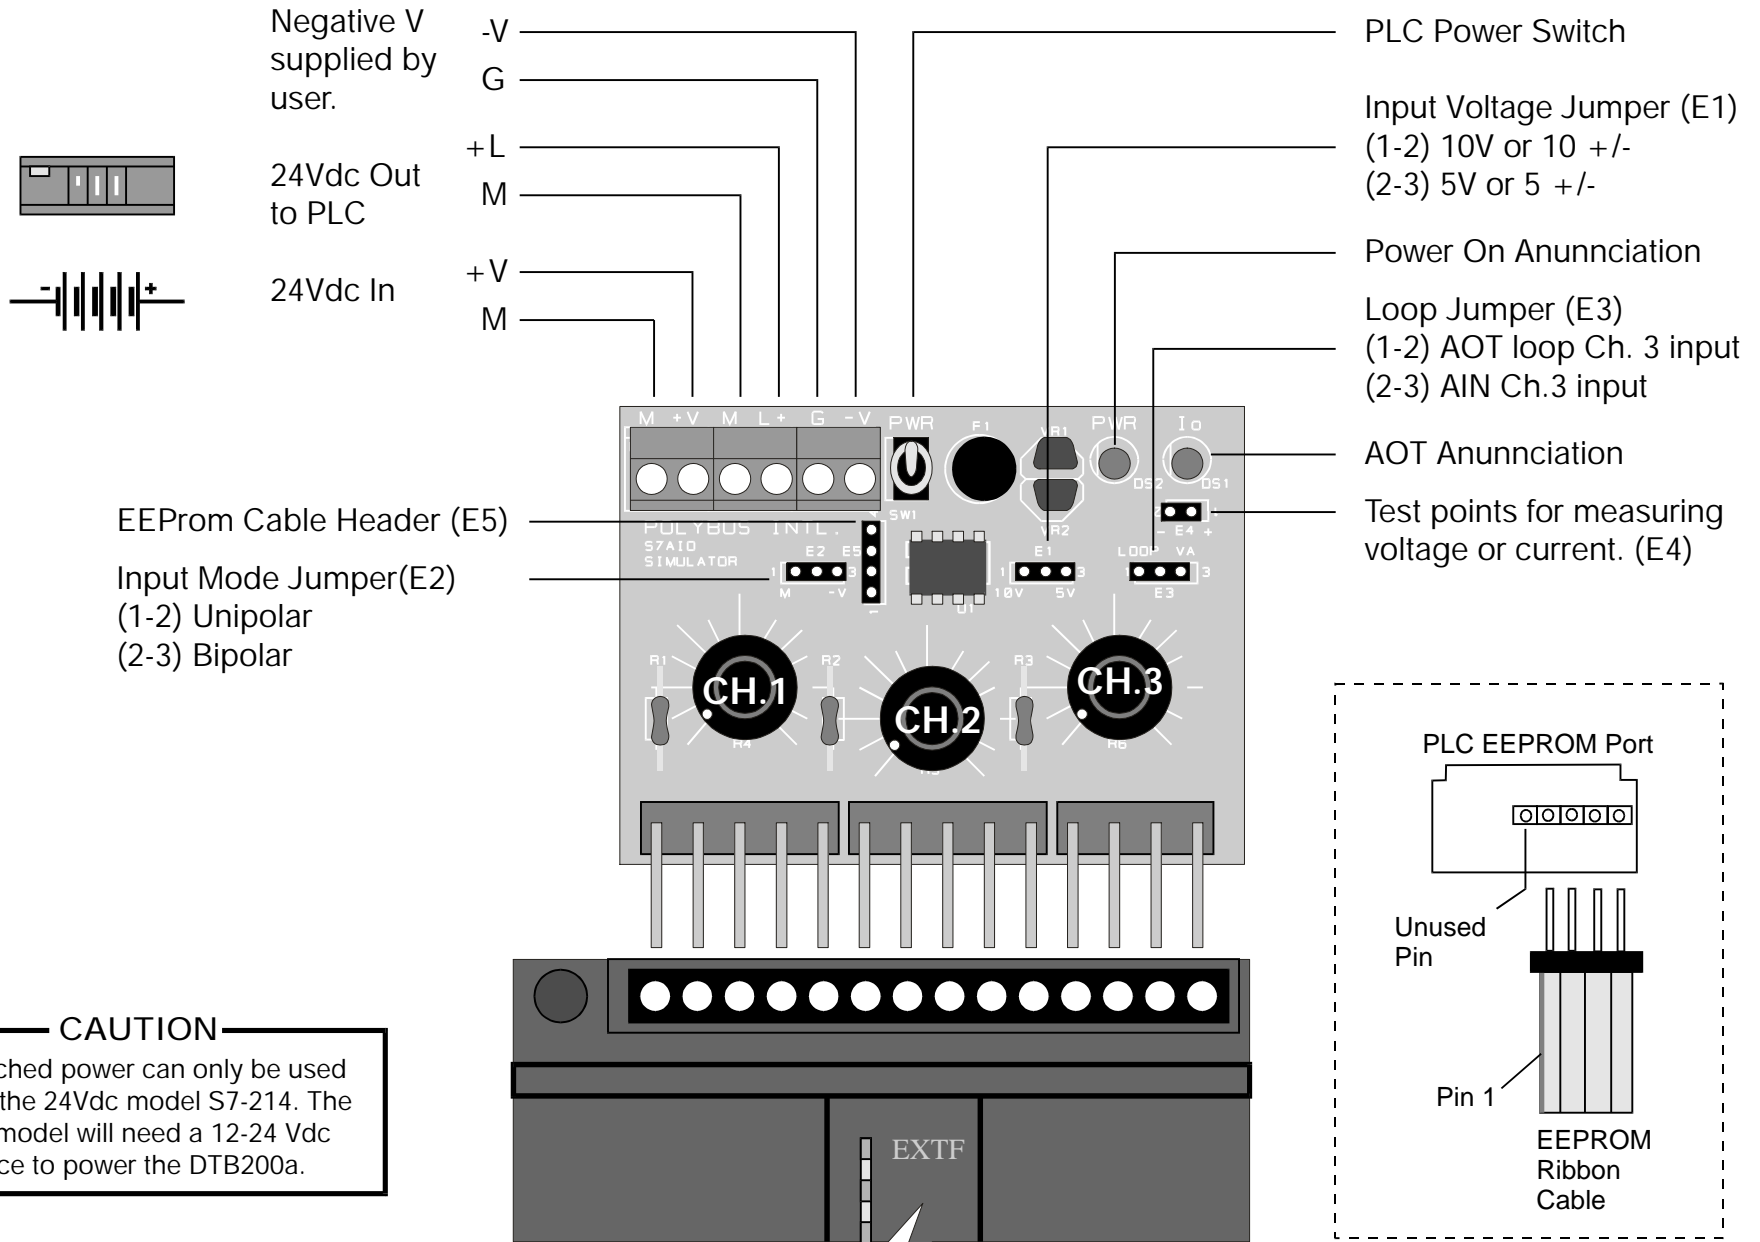 Negative V
supplied by
user.
-V
G
+L
M
24Vdc Out
to PLC
+V
M
24Vdc In
PLC Power Switch
Input Voltage Jumper (E1)
(1-2) 10V or 10 +/-
(2-3) 5V or 5 +/-
Power On Anunnciation
Loop Jumper (E3)
(1-2) AOT loop Ch. 3 input
(2-3) AIN Ch.3 input
AOT Anunnciation
Test points for measuring
voltage or current. (E4)
EEProm Cable Header (E5)
Input Mode Jumper(E2)
(1-2) Unipolar
(2-3) Bipolar
M +V M L+ G -V PWR F1 VR1 PWR Io
DS2 DS1
SW1 VR2 - E4 +
POLYBUS INTL.
S7AIO
SIMULATOR
E2 E5 E1 LOOP VA
1 3 1 3 1 3
M -V 1 U1 10V 5V E3
R1 R2 R3
CH.1 CH.2 CH.3
R4 R6
PLC EEPROM Port
Unused
Pin
Pin 1
EEPROM
Ribbon
Cable
CAUTION
ched power can only be used
the 24Vdc model S7-214. The
model will need a 12-24 Vdc
ce to power the DTB200a.
EXTF